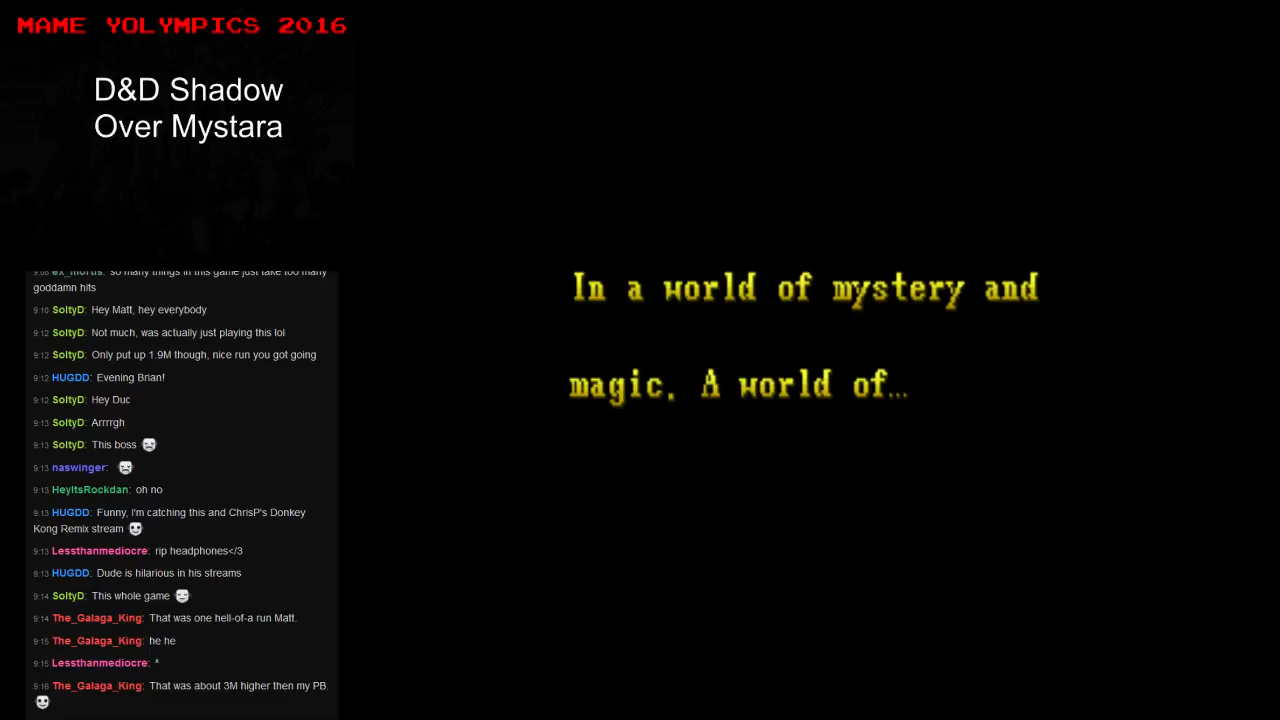 MAME YOLYMPICS 2016
D&D Shadow
Over Mystara
In a world of mystery and
magic. A world of...
9:08 ex_mortis: so many things in this game just take too many
goddamn hits
9:10 SoltyD: Hey Matt, hey everybody
9:12 SoltyD: Not much, was actually just playing this lol
9:12 SoltyD: Only put up 1.9M though, nice run you got going
9:12 HUGDD: Evening Brian!
9:12 SoltyD: Hey Duc
9:13 SoltyD: Arrrrgh
9:13 SoltyD: This boss
9:13 naswinger:
9:13 HeyItsRockdan: oh no
9:13 HUGDD: Funny, I'm catching this and ChrisP's Donkey
Kong Remix stream
9:13 Lessthanmediocre: rip headphones</3
9:13 HUGDD: Dude is hilarious in his streams
9:14 SoltyD: This whole game
9:14 The_Galaga_King: That was one hell-of-a run Matt.
9:15 The_Galaga_King: he he
9:15 Lessthanmediocre: ^
9:16 The_Galaga_King: That was about 3M higher then my PB.